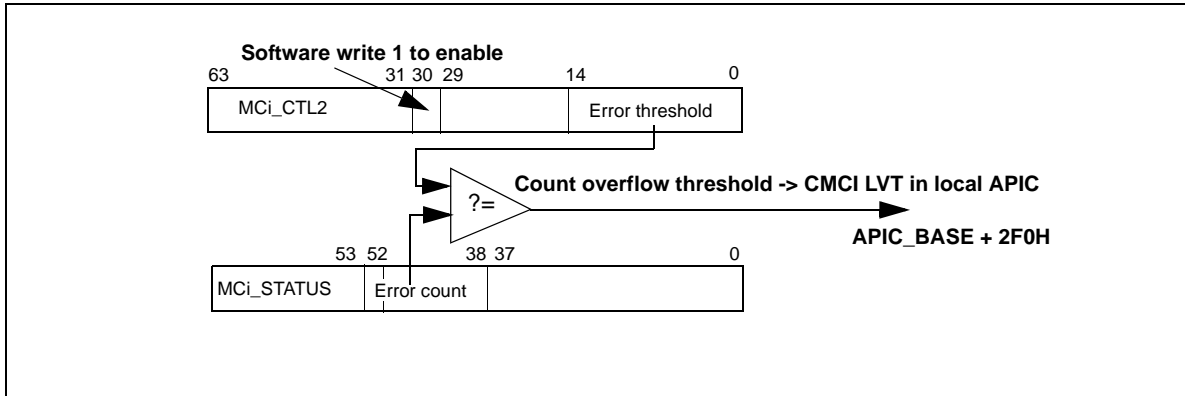 Software write 1 to enable
63 31 30 29 14 0
MCi_CTL2 Error threshold
?=
Count overflow threshold -> CMCI LVT in local APIC
APIC_BASE + 2F0H
53 52 38 37 0
MCi_STATUS Error count